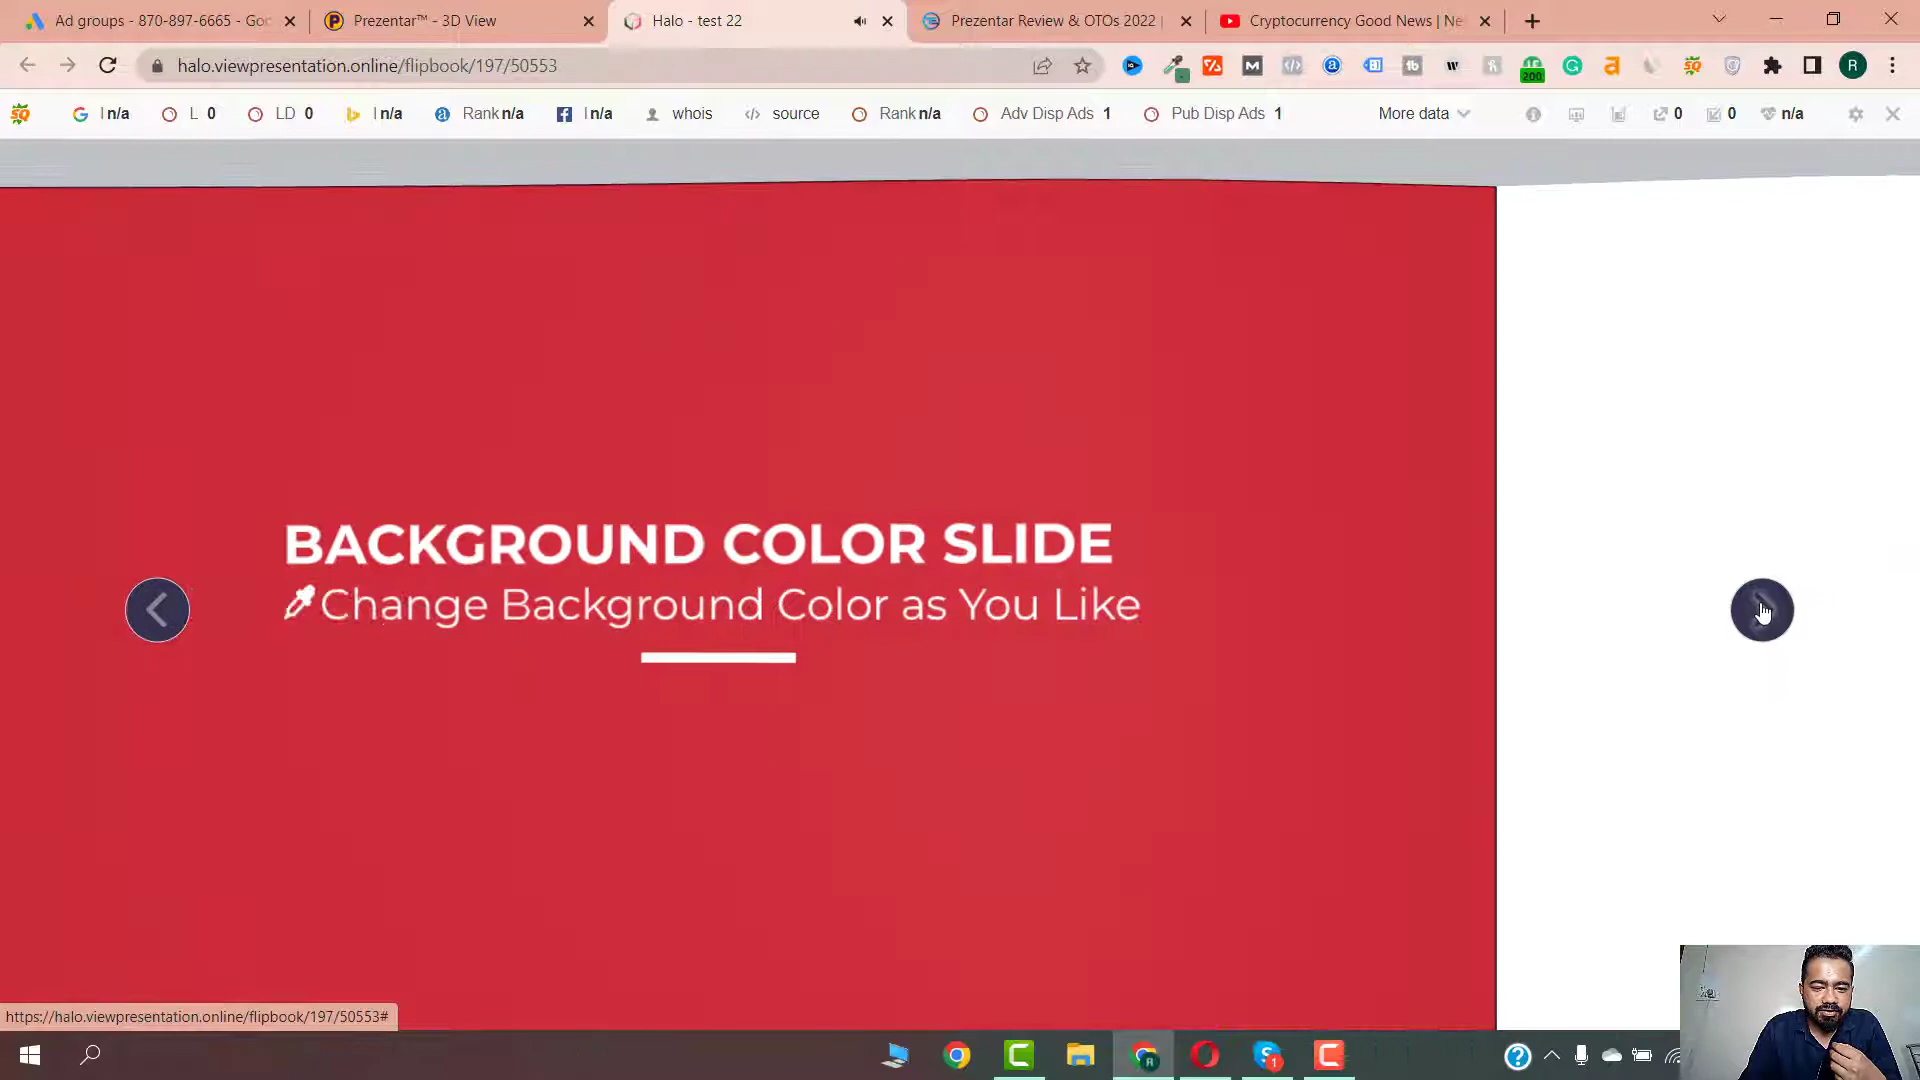 Ad groups - 870-897-6665 - Goo
Prezentar™ - 3D View
Halo - test 22
Prezentar Review & OTOs 2022 |
Cryptocurrency Good News | Ne
halo.viewpresentation.online/flipbook/197/50553
200
R
I n/a
L 0
LD 0
I n/a
Rank n/a
I n/a
whois
source
Rank n/a
Adv Disp Ads 1
Pub Disp Ads 1
More data
0
0
n/a
BACKGROUND COLOR SLIDE
Change Background Color as You Like
https://halo.viewpresentation.online/flipbook/197/50553#